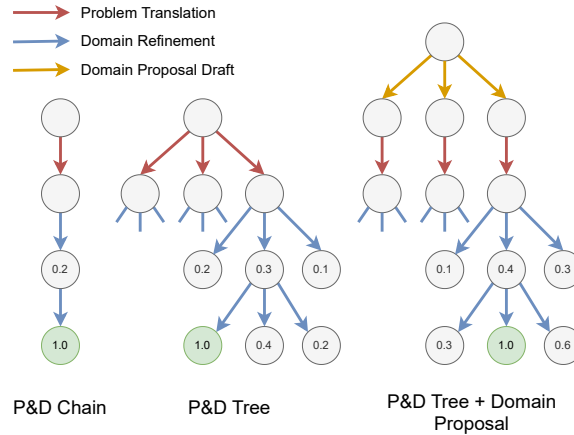 Problem Translation
Domain Refinement
Domain Proposal Draft
0.2
0.2
0.3
0.1
0.1
0.4
0.3
1.0
1.0
0.4
0.2
0.3
1.0
0.6
P&D Chain
P&D Tree
P&D Tree + Domain
Proposal